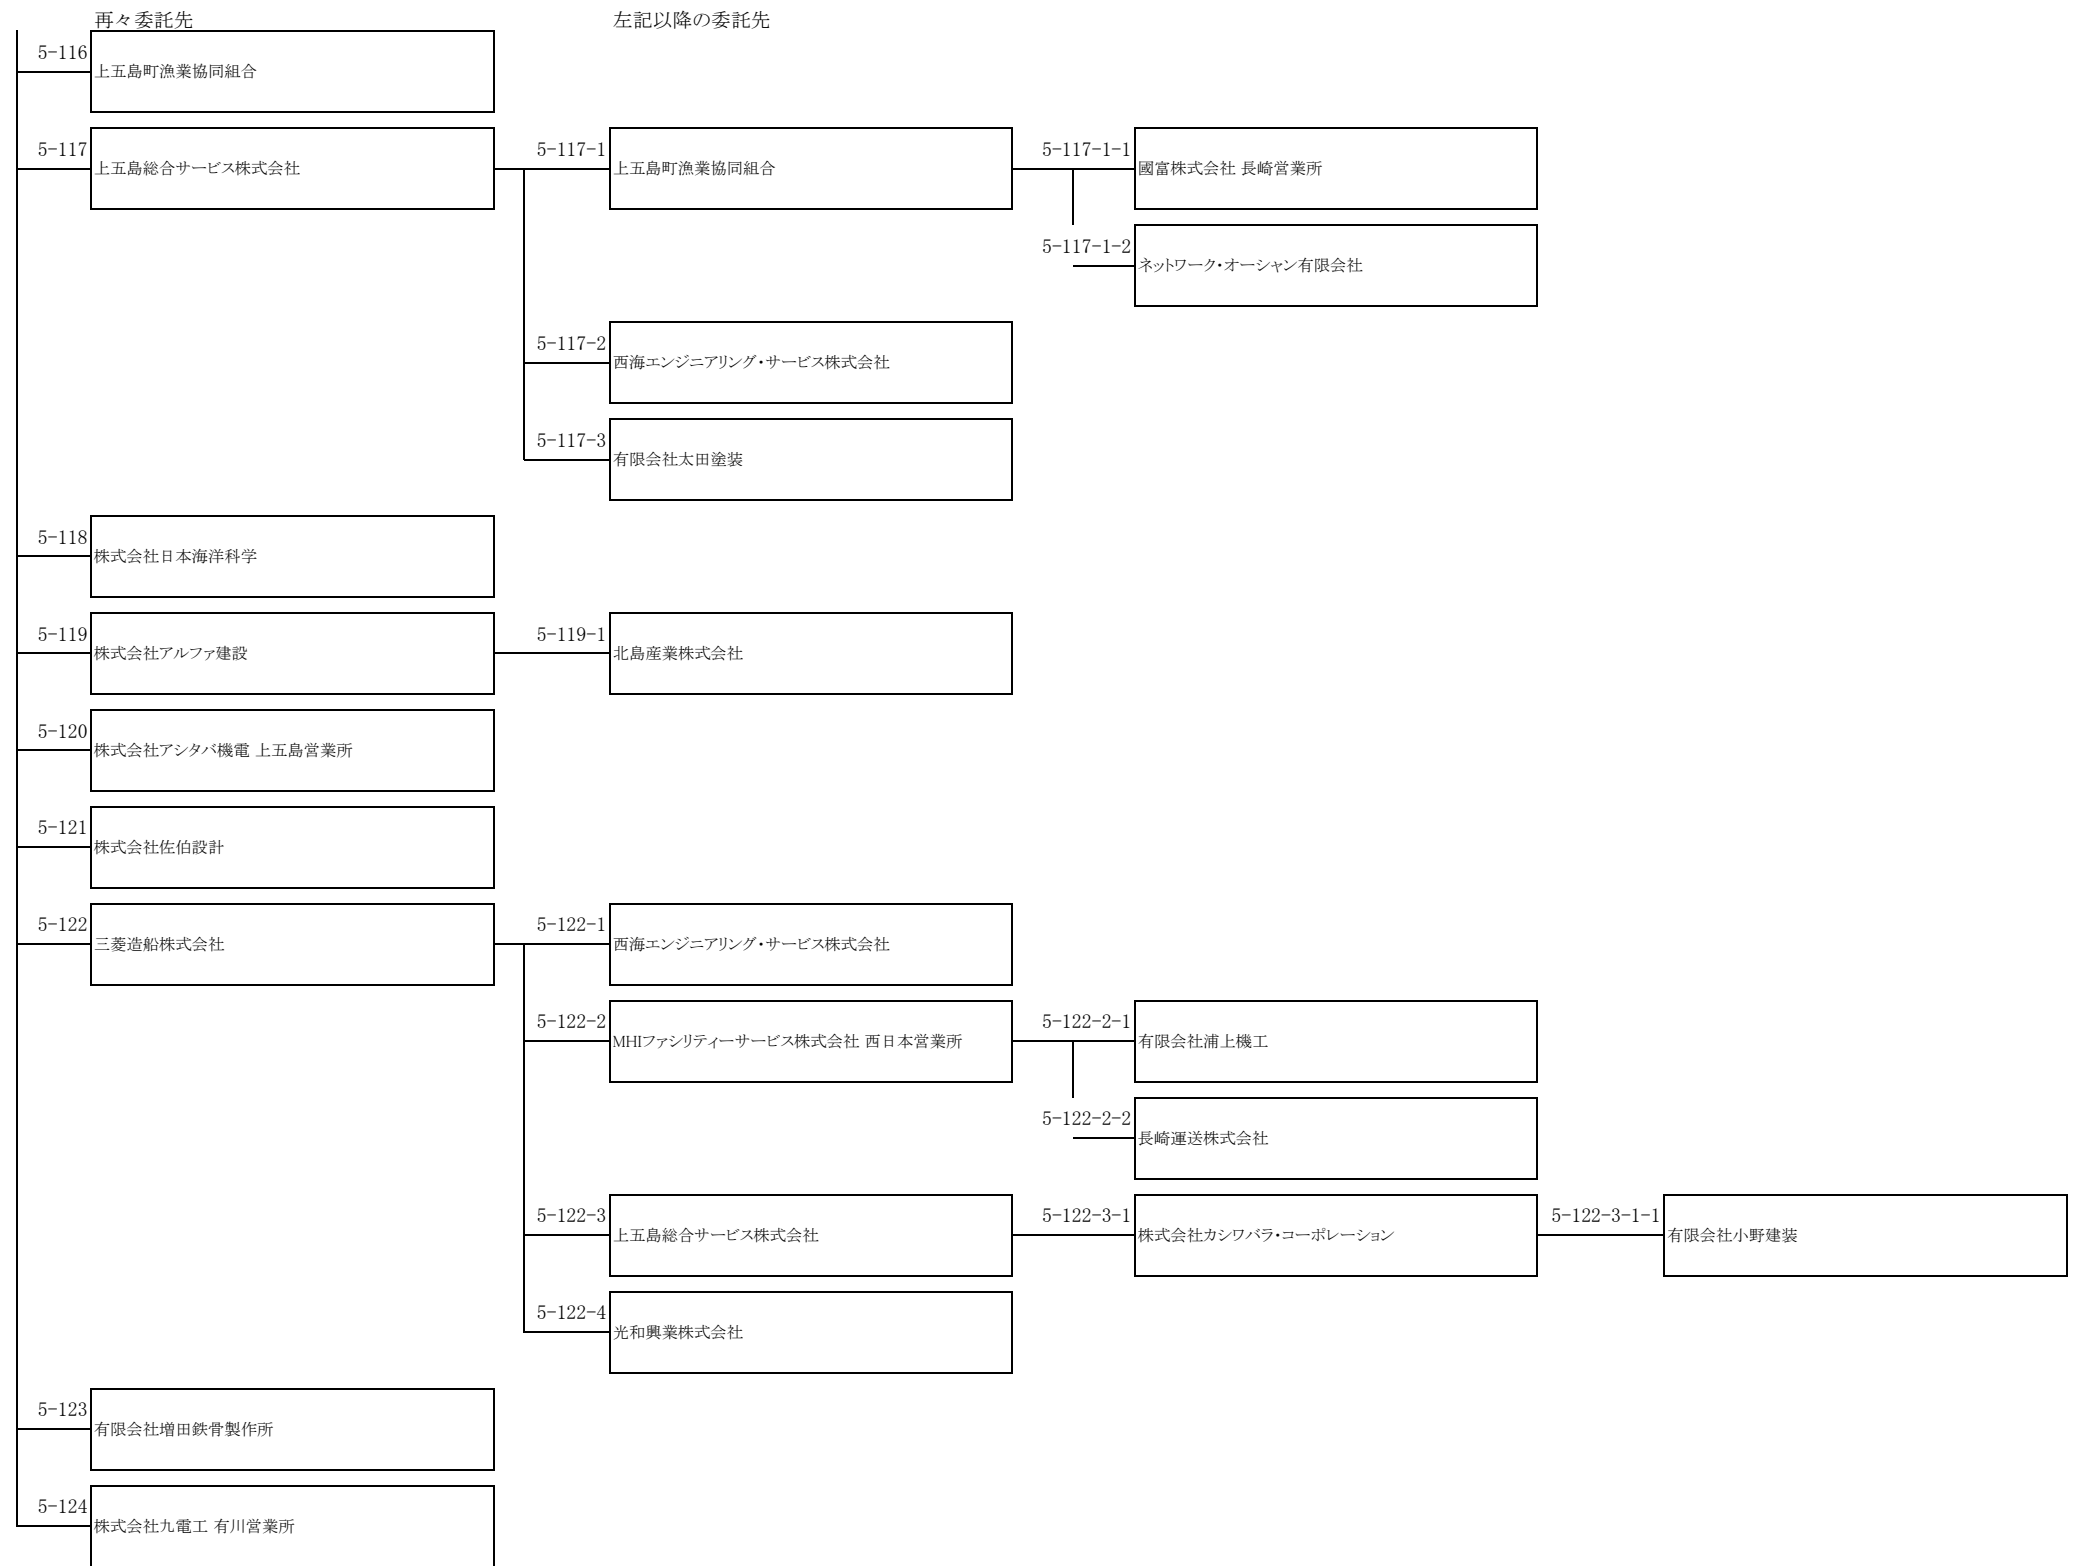 再々委託先 左記以降の委託先
5-116
上五島町漁業協同組合
5-117 5-117-1 5-117-1-1
上五島総合サービス株式会社 上五島町漁業協同組合 國富株式会社 長崎営業所
5-117-1-2
ネットワーク・オーシャン有限会社
5-117-2
西海エンジニアリング・サービス株式会社
5-117-3
有限会社太田塗装
5-118
株式会社日本海洋科学
5-119 5-119-1
株式会社アルファ建設 北島産業株式会社
5-120
株式会社アシタバ機電 上五島営業所
5-121
株式会社佐伯設計
5-122 5-122-1
三菱造船株式会社 西海エンジニアリング・サービス株式会社
5-122-2 5-122-2-1
MHIファシリティーサービス株式会社 西日本営業所 有限会社浦上機工
5-122-2-2
長崎運送株式会社
5-122-3 5-122-3-1 5-122-3-1-1
上五島総合サービス株式会社 株式会社カシワバラ・コーポレーション 有限会社小野建装
5-122-4
光和興業株式会社
5-123
有限会社増田鉄骨製作所
5-124
株式会社九電工 有川営業所